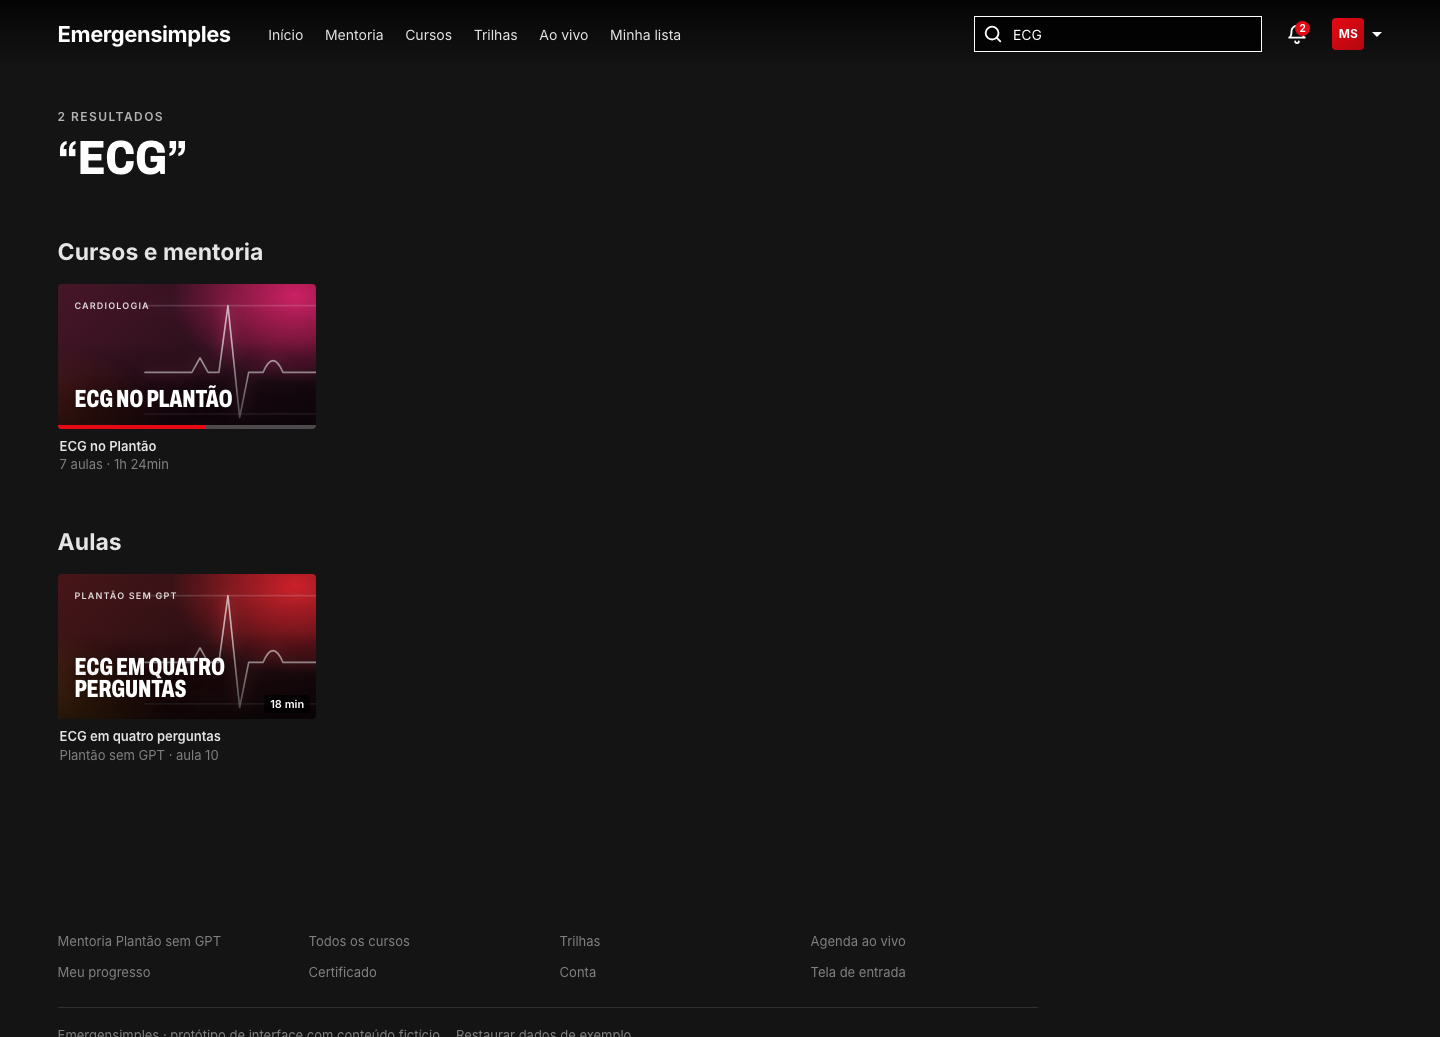 Emergensimples
Início Mentoria Cursos Trilhas Ao vivo Minha lista
ECG
2
MS
2 RESULTADOS
“ECG”
Cursos e mentoria
CARDIOLOGIA
ECG NO PLANTÃO
ECG no Plantão
7 aulas · 1h 24min
Aulas
PLANTÃO SEM GPT
ECG EM QUATRO
PERGUNTAS
18 min
ECG em quatro perguntas
Plantão sem GPT · aula 10
Mentoria Plantão sem GPT Todos os cursos Trilhas Agenda ao vivo
Meu progresso Certificado Conta Tela de entrada
Emergensimples · protótipo de interface com conteúdo fictício Restaurar dados de exemplo